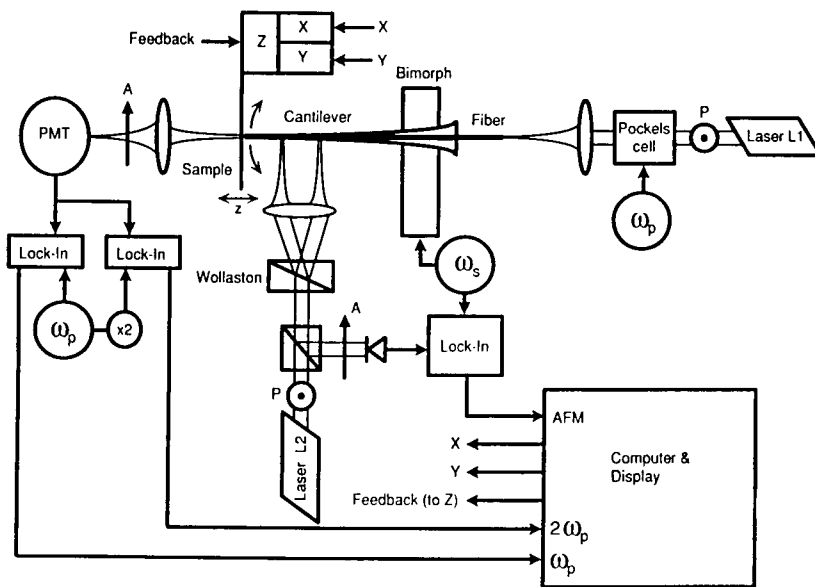 Feedback
Z
X
Y
X
Y
Bimorph
A
PMT
Cantilever
Fiber
P
Pockels
cell
Laser L1
Sample
z
ωp
Lock-In
Lock-In
Wollaston
ωs
ωp
x2
A
Lock-In
P
Laser L2
AFM
X
Y
Feedback (to Z)
2ωp
ωp
Computer &
Display